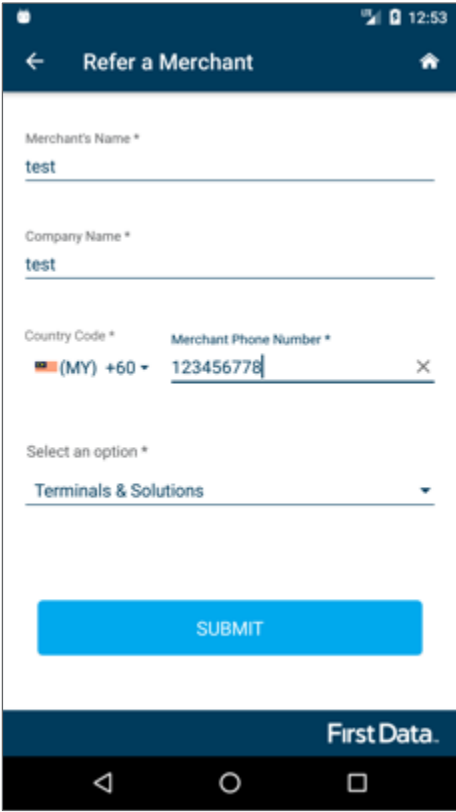 12:53
Refer a Merchant
Merchant's Name *
test
Company Name *
test
Country Code *
Merchant Phone Number *
(MY) +60
123456778
Select an option *
Terminals & Solutions
SUBMIT
First Data.